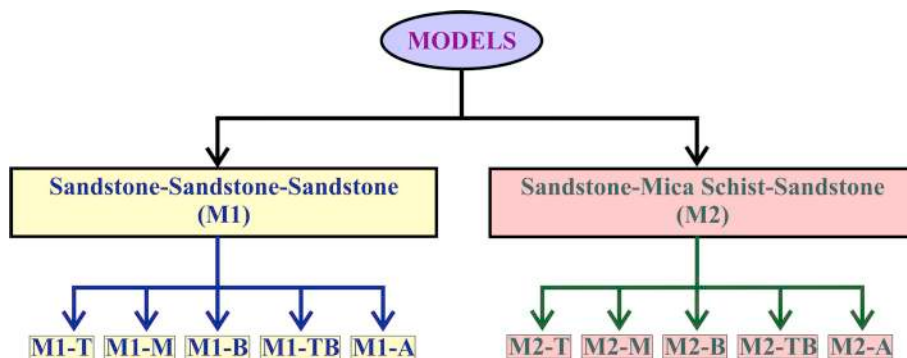 MODELS
Sandstone-Sandstone-Sandstone
(M1)
Sandstone-Mica Schist-Sandstone
(M2)
M1-T M1-M M1-B M1-TB M1-A
M2-T M2-M M2-B M2-TB M2-A